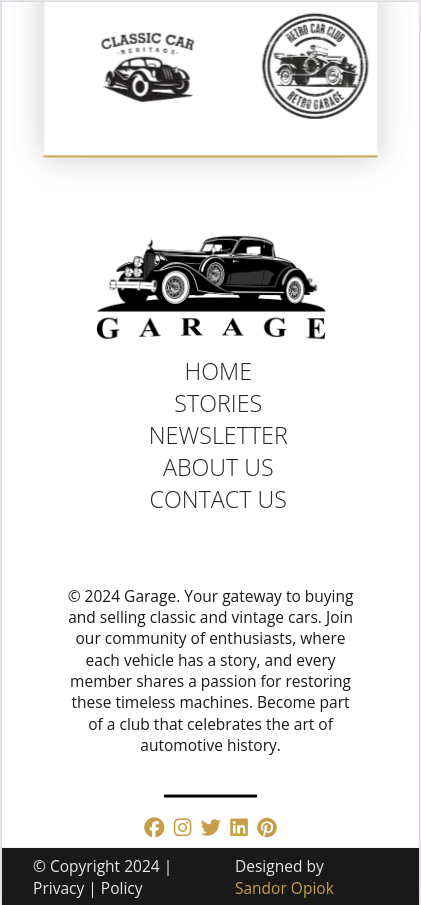 CLASSIC CAR
·HERITAGE·
RETRO CAR CLUB
RETRO GARAGE
GARAGE
HOME
STORIES
NEWSLETTER
ABOUT US
CONTACT US
© 2024 Garage. Your gateway to buying
and selling classic and vintage cars. Join
our community of enthusiasts, where
each vehicle has a story, and every
member shares a passion for restoring
these timeless machines. Become part
of a club that celebrates the art of
automotive history.
© Copyright 2024 |
Privacy | Policy
Designed by
Sandor Opiok